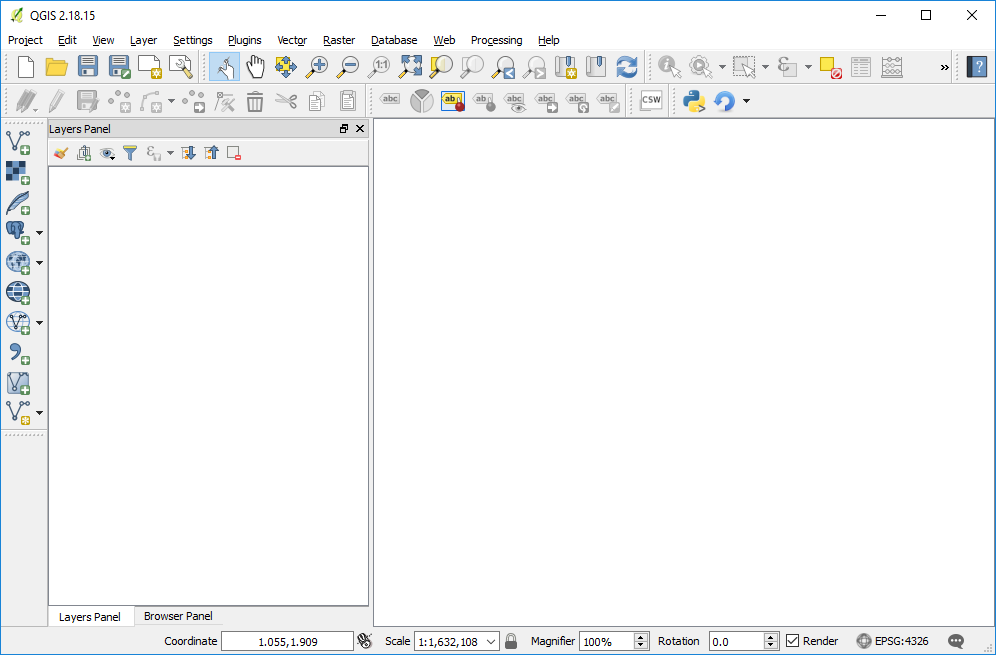 QGIS 2.18.15
Project Edit View Layer Settings Plugins Vector Raster Database Web Processing Help
1:1 ε » ?
abc ab ab abc abc abc abc CSW
Layers Panel
ε
Layers Panel Browser Panel
Coordinate 1.055,1.909 Scale 1:1,632,108 Magnifier 100% Rotation 0.0 Render EPSG:4326